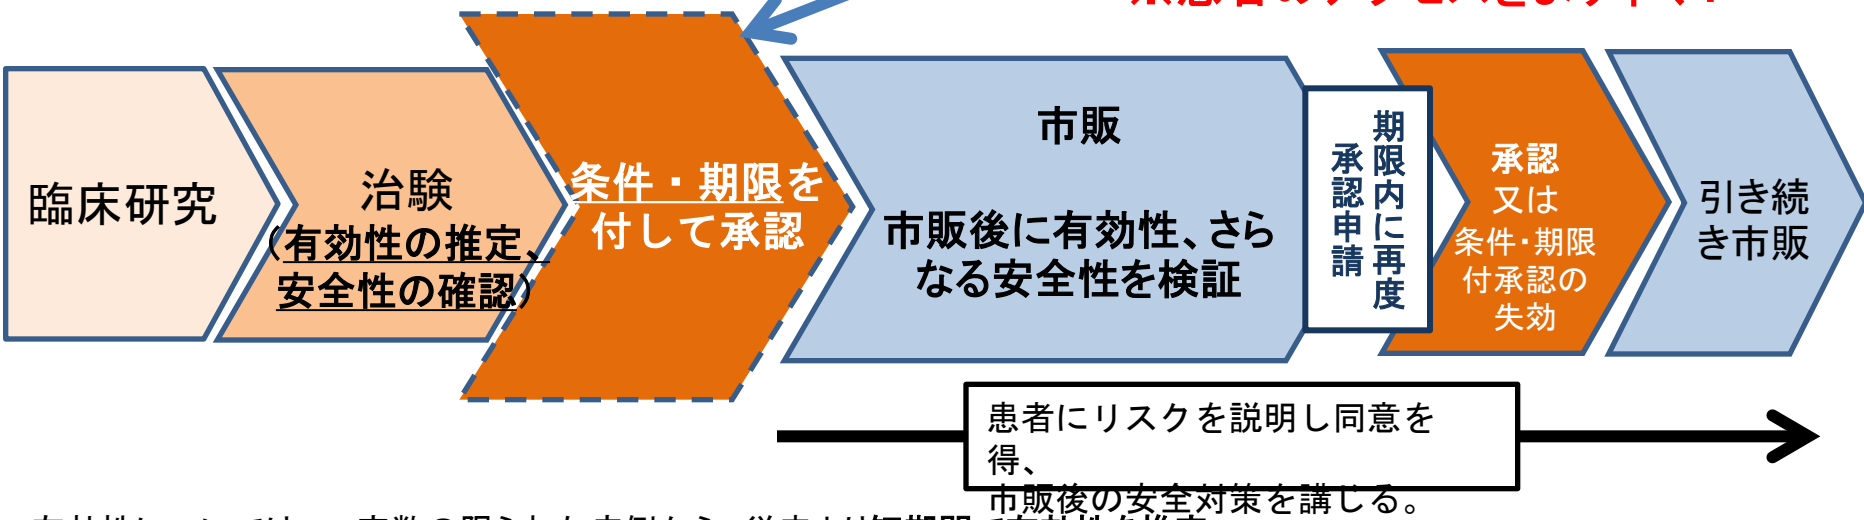 臨床研究
治験
（有効性の推定、
安全性の確認）
条件・期限を
付して承認
市販
市販後に有効性、さら
なる安全性を検証
期限内に再度
承認申請
承認
又は
条件・期限
付承認の
失効
引き続
き市販
患者にリスクを説明し同意を
得、
市販後の安全対策を講じる。